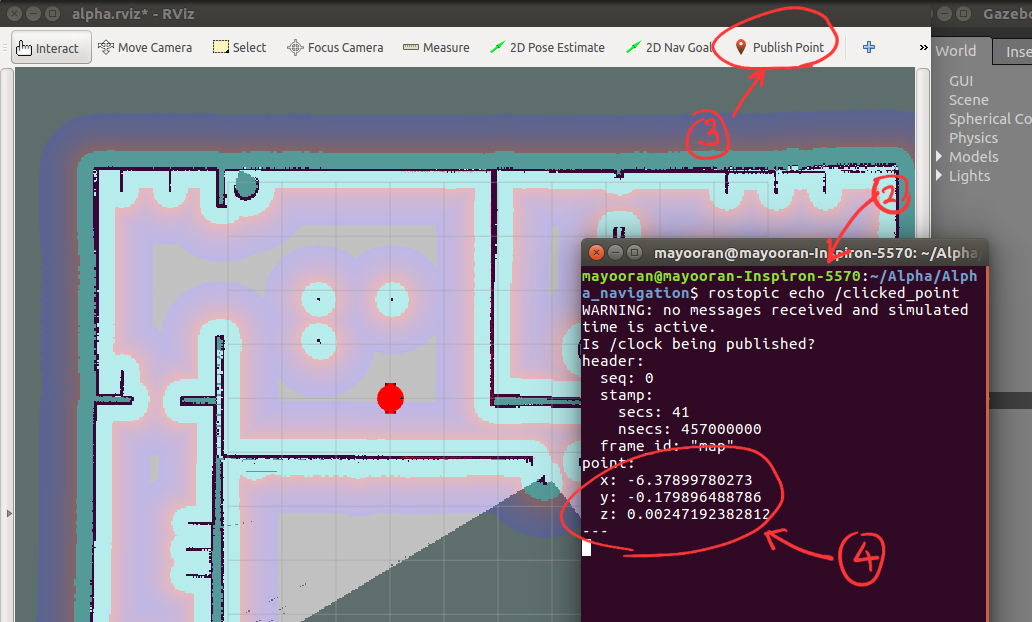 alpha.rviz* - RViz
Gazebo
Interact
Move Camera
Select
Focus Camera
Measure
2D Pose Estimate
2D Nav Goal
Publish Point
»
World
Inse
GUI
Scene
Spherical Co
Physics
Models
Lights
3
2
mayooran@mayooran-Inspiron-5570: ~/Alpha
mayooran@mayooran-Inspiron-5570:~/Alpha/Alph
a_navigation$ rostopic echo /clicked_point
WARNING: no messages received and simulated
time is active.
Is /clock being published?
header:
seq: 0
stamp:
secs: 41
nsecs: 457000000
frame_id: "map"
point:
x: -6.37899780273
y: -0.179896488786
z: 0.00247192382812
---
4